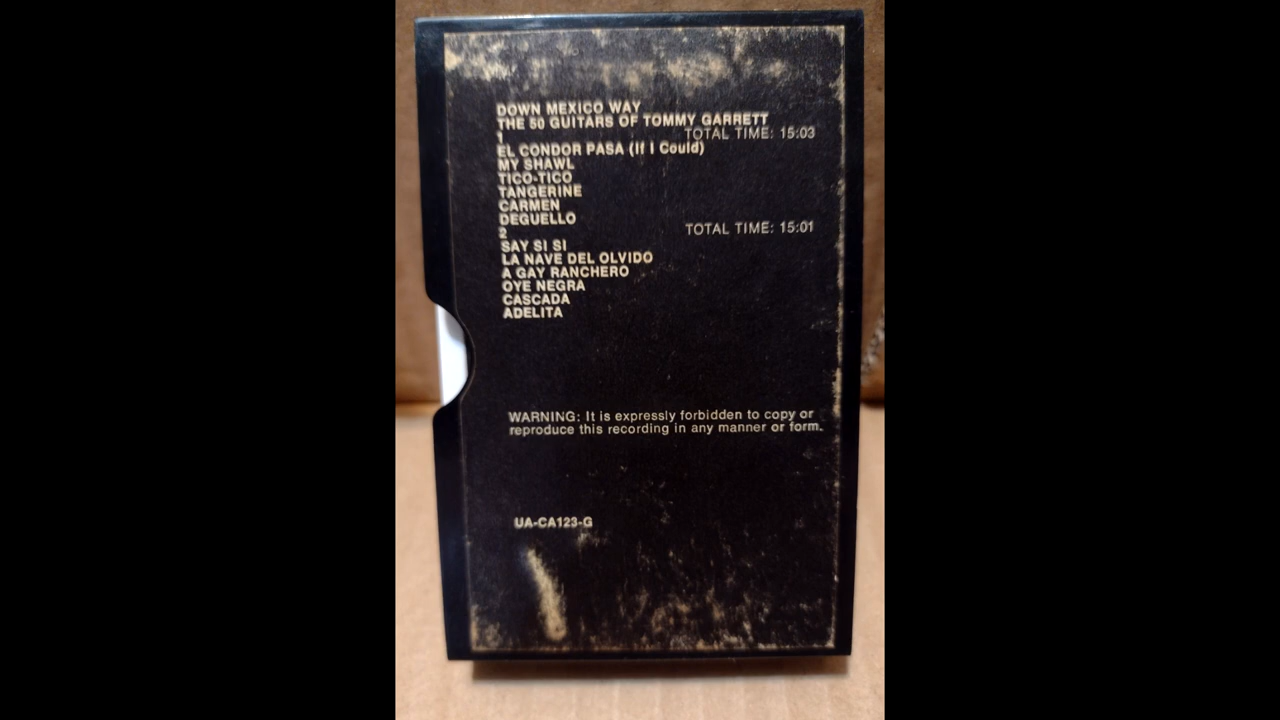 DOWN MEXICO WAY
THE 50 GUITARS OF TOMMY GARRETT
1 TOTAL TIME: 15:03
EL CONDOR PASA (If I Could)
MY SHAWL
TICO-TICO
TANGERINE
CARMEN
DEGUELLO
2 TOTAL TIME: 15:01
SAY SI SI
LA NAVE DEL OLVIDO
A GAY RANCHERO
OYE NEGRA
CASCADA
ADELITA
WARNING: It is expressly forbidden to copy or
reproduce this recording in any manner or form.
UA-CA123-G